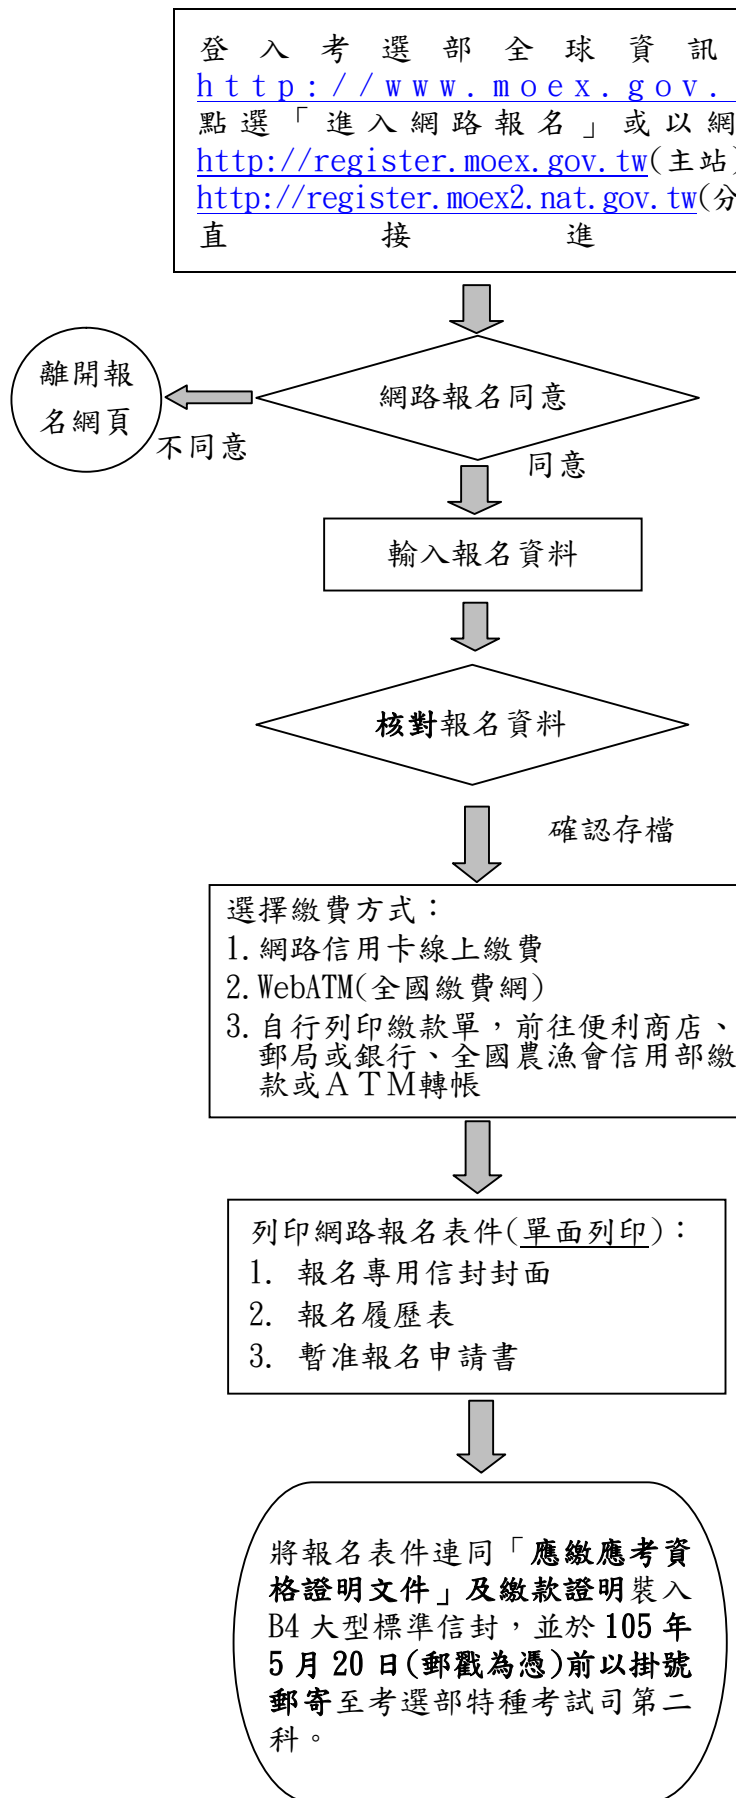 登入考選部全球資訊
http://www.moex.gov.
點選「進入網路報名」或以網
http://register.moex.gov.tw(主站)
http://register.moex2.nat.gov.tw(分
直接進
離開報
名網頁
網路報名同意
不同意
同意
輸入報名資料
核對報名資料
確認存檔
選擇繳費方式：
1.網路信用卡線上繳費
2.WebATM(全國繳費網)
3.自行列印繳款單，前往便利商店、
郵局或銀行、全國農漁會信用部繳
款或ＡＴＭ轉帳
列印網路報名表件(單面列印)：
1. 報名專用信封封面
2. 報名履歷表
3. 暫准報名申請書
將報名表件連同「應繳應考資
格證明文件」及繳款證明裝入
B4 大型標準信封，並於 105 年
5 月 20 日(郵戳為憑)前以掛號
郵寄至考選部特種考試司第二
科。